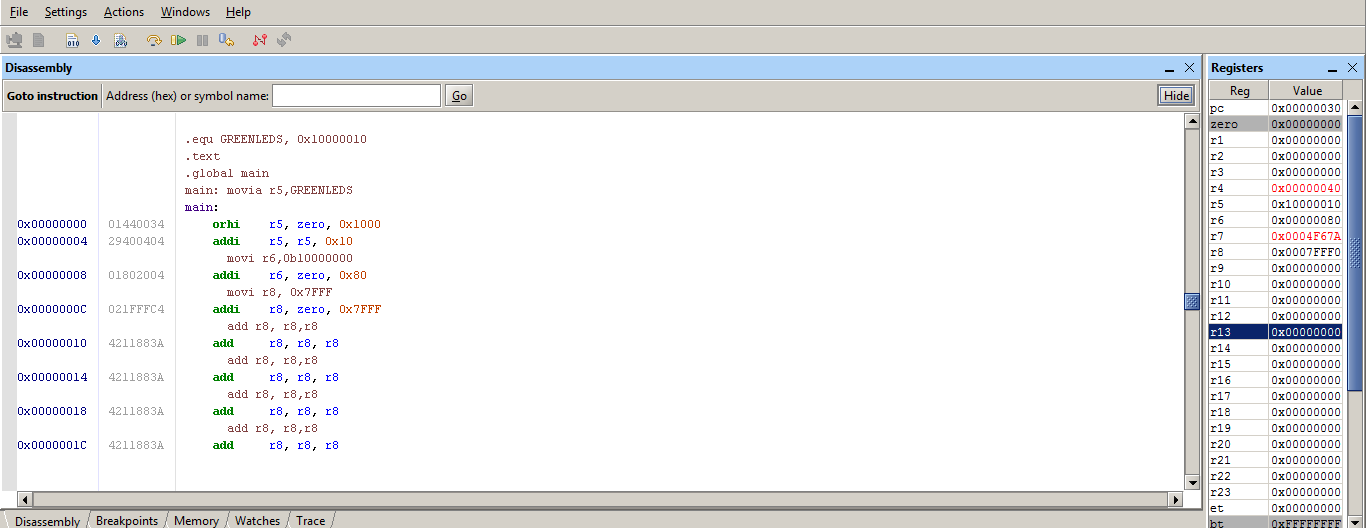 File Settings Actions Windows Help
Disassembly
Goto instruction Address (hex) or symbol name: Go Hide
.equ GREENLEDS, 0x10000010
.text
.global main
main: movia r5,GREENLEDS
main:
0x00000000 01440034 orhi r5, zero, 0x1000
0x00000004 29400404 addi r5, r5, 0x10
movi r6,0b10000000
0x00000008 01802004 addi r6, zero, 0x80
movi r8, 0x7FFF
0x0000000C 021FFFC4 addi r8, zero, 0x7FFF
add r8, r8,r8
0x00000010 4211883A add r8, r8, r8
add r8, r8,r8
0x00000014 4211883A add r8, r8, r8
add r8, r8,r8
0x00000018 4211883A add r8, r8, r8
add r8, r8,r8
0x0000001C 4211883A add r8, r8, r8
Disassembly Breakpoints Memory Watches Trace
Registers
Reg Value
pc 0x00000030
zero 0x00000000
r1 0x00000000
r2 0x00000000
r3 0x00000000
r4 0x00000040
r5 0x10000010
r6 0x00000080
r7 0x0004F67A
r8 0x0007FFF0
r9 0x00000000
r10 0x00000000
r11 0x00000000
r12 0x00000000
r13 0x00000000
r14 0x00000000
r15 0x00000000
r16 0x00000000
r17 0x00000000
r18 0x00000000
r19 0x00000000
r20 0x00000000
r21 0x00000000
r22 0x00000000
r23 0x00000000
et 0x00000000
bt 0xFFFFFFFF